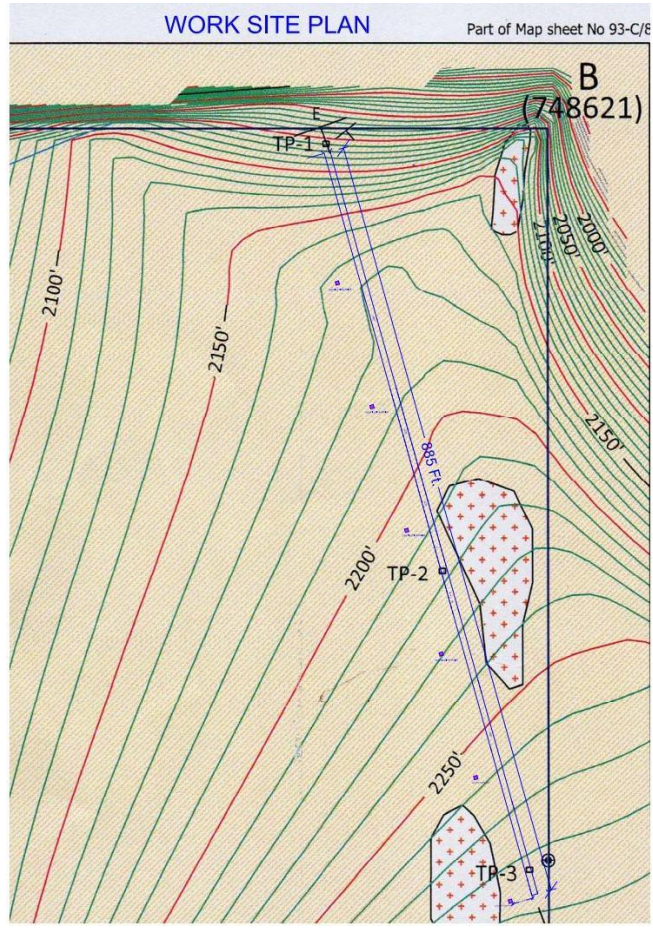 WORK SITE PLAN
Part of Map sheet No 93-C/8
B
(748621)
E
TP-1
2100'
2050'
2000'
2100'
2150'
2150'
885 Ft.
2200'
TP-2
2250'
TP-3